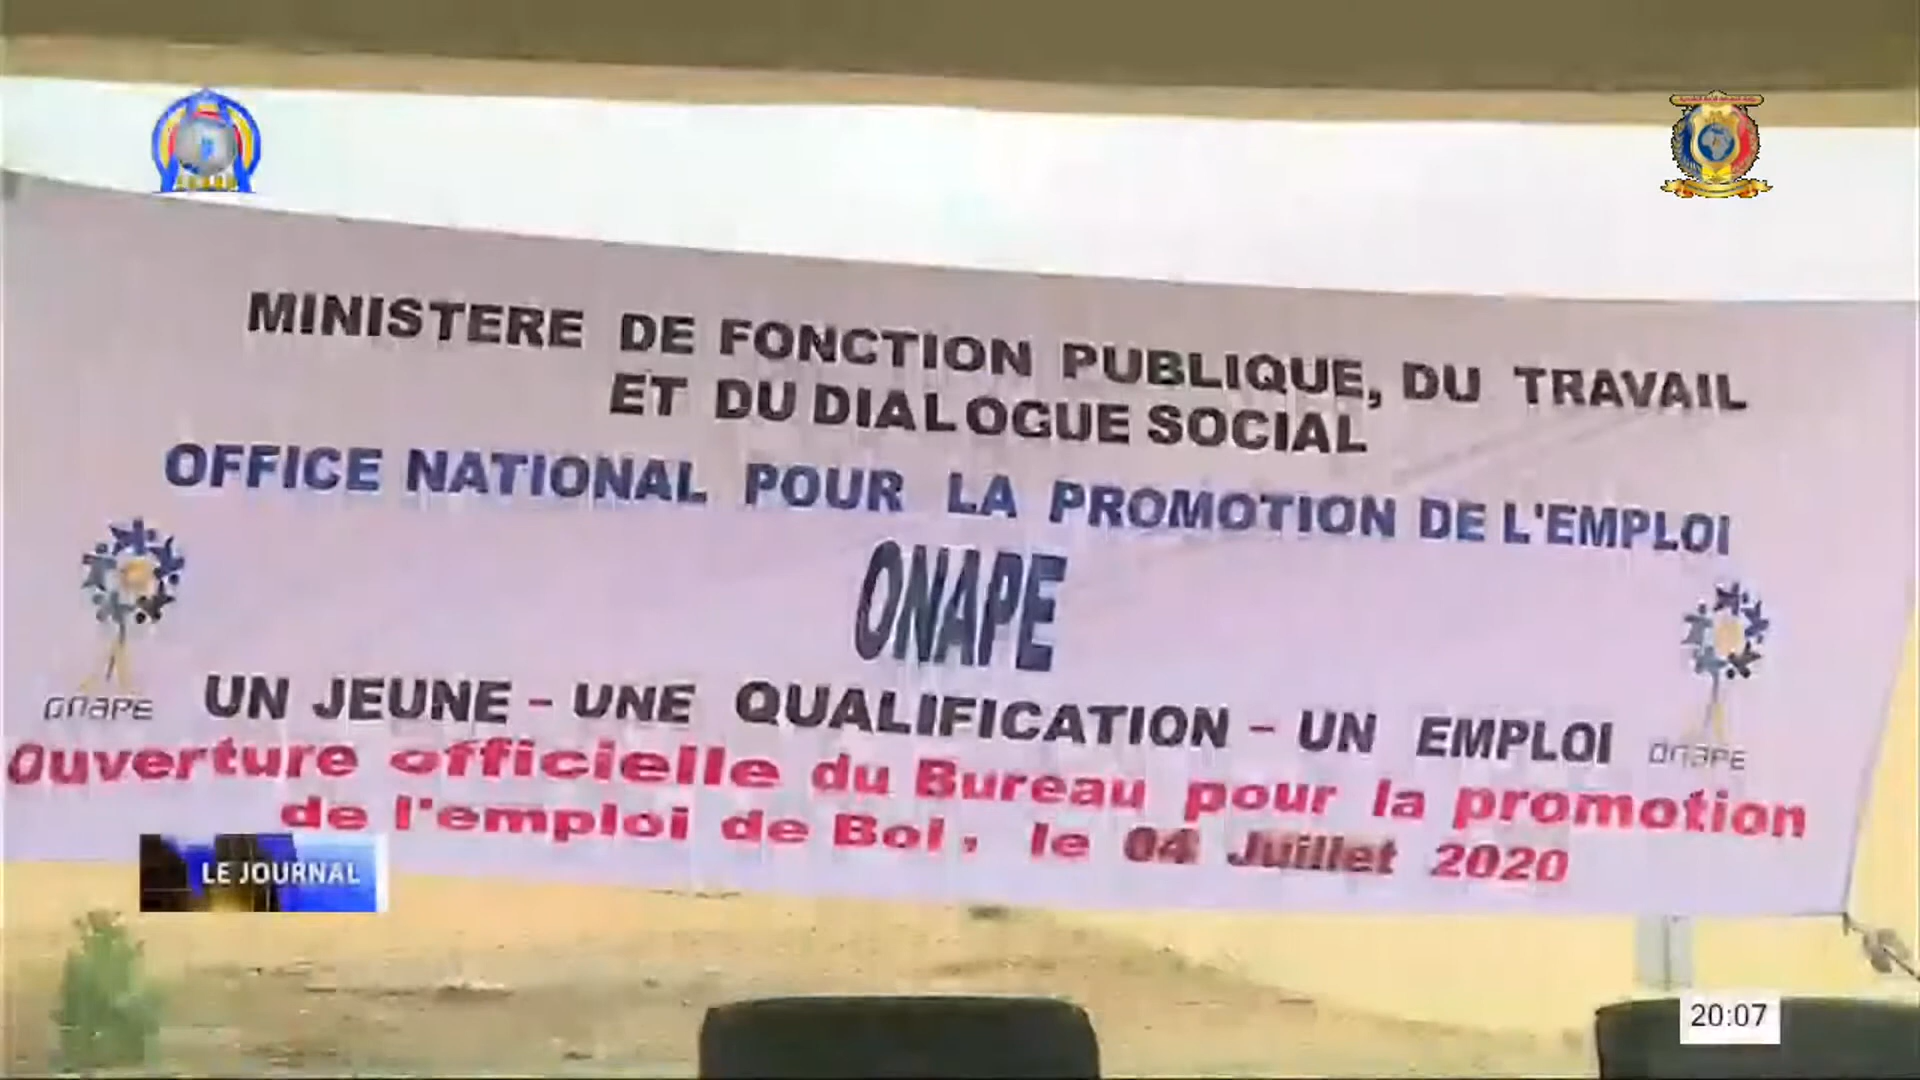 MINISTERE DE FONCTION PUBLIQUE, DU TRAVAIL
ET DU DIALOGUE SOCIAL
OFFICE NATIONAL POUR LA PROMOTION DE L'EMPLOI
ONAPE
UN JEUNE - UNE QUALIFICATION - UN EMPLOI
ONAPE
ONAPE
Ouverture officielle du Bureau pour la promotion
de l'emploi de Bol, le 04 Juillet 2020
LE JOURNAL
20:07